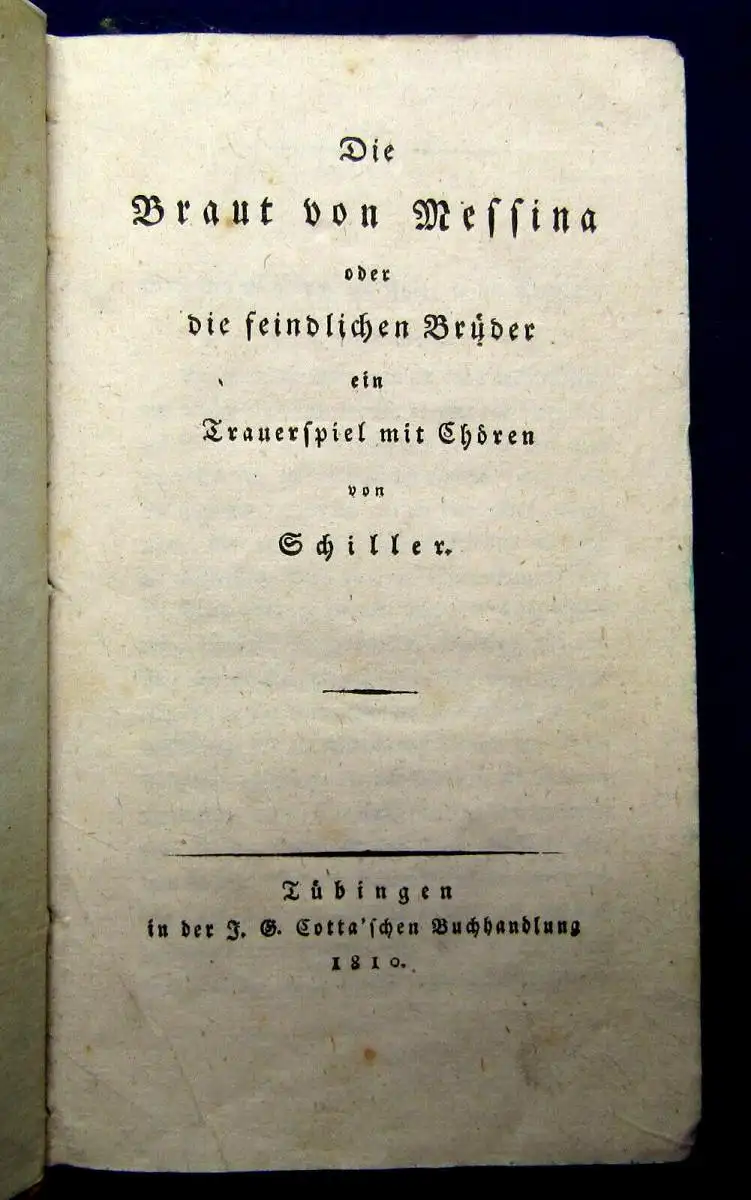 Die
Braut von Meſſina
oder
die feindlichen Brüder
ein
Trauerſpiel mit Chören
von
Schiller.
Tübingen
in der J. G. Cotta'ſchen Buchhandlung
1810.